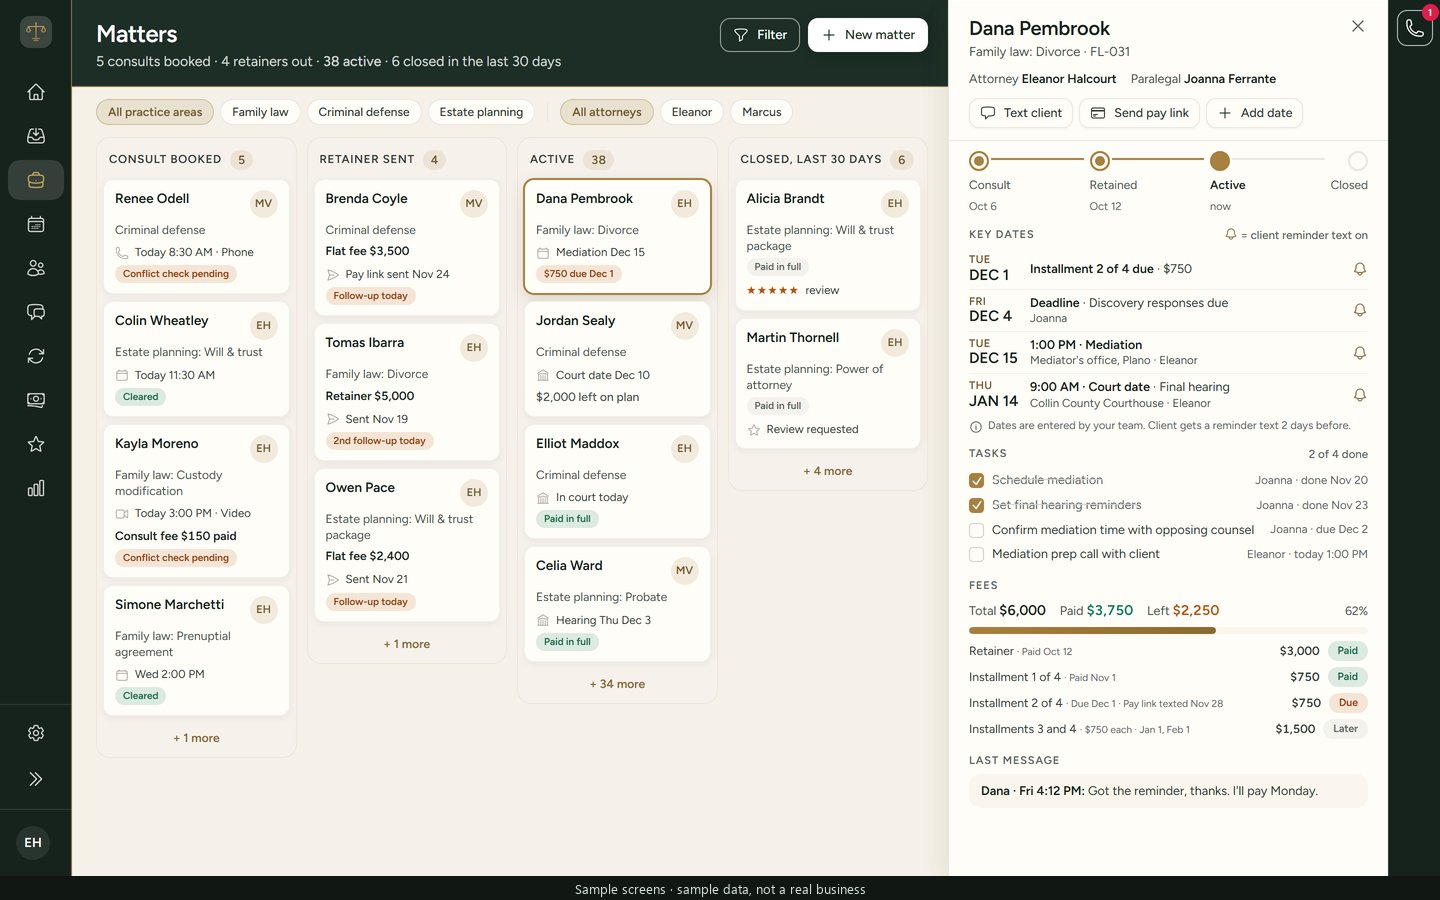 Matters
5 consults booked · 4 retainers out · 38 active · 6 closed in the last 30 days
Filter
New matter
All practice areas
Family law
Criminal defense
Estate planning
All attorneys
Eleanor
Marcus
CONSULT BOOKED 5
Renee Odell
MV
Criminal defense
Today 8:30 AM · Phone
Conflict check pending
Colin Wheatley
EH
Estate planning: Will & trust
Today 11:30 AM
Cleared
Kayla Moreno
EH
Family law: Custody
modification
Today 3:00 PM · Video
Consult fee $150 paid
Conflict check pending
Simone Marchetti
EH
Family law: Prenuptial
agreement
Wed 2:00 PM
Cleared
+ 1 more
RETAINER SENT 4
Brenda Coyle
MV
Criminal defense
Flat fee $3,500
Pay link sent Nov 24
Follow-up today
Tomas Ibarra
EH
Family law: Divorce
Retainer $5,000
Sent Nov 19
2nd follow-up today
Owen Pace
EH
Estate planning: Will & trust
package
Flat fee $2,400
Sent Nov 21
Follow-up today
+ 1 more
ACTIVE 38
Dana Pembrook
EH
Family law: Divorce
Mediation Dec 15
$750 due Dec 1
Jordan Sealy
MV
Criminal defense
Court date Dec 10
$2,000 left on plan
Elliot Maddox
EH
Criminal defense
In court today
Paid in full
Celia Ward
MV
Estate planning: Probate
Hearing Thu Dec 3
Paid in full
+ 34 more
CLOSED, LAST 30 DAYS 6
Alicia Brandt
EH
Estate planning: Will & trust
package
Paid in full
★★★★★ review
Martin Thornell
EH
Estate planning: Power of
attorney
Paid in full
Review requested
+ 4 more
Dana Pembrook
Family law: Divorce · FL-031
Attorney Eleanor Halcourt Paralegal Joanna Ferrante
Text client
Send pay link
Add date
Consult
Oct 6
Retained
Oct 12
Active
now
Closed
KEY DATES
= client reminder text on
TUE
DEC 1
Installment 2 of 4 due · $750
FRI
DEC 4
Deadline · Discovery responses due
Joanna
TUE
DEC 15
1:00 PM · Mediation
Mediator's office, Plano · Eleanor
THU
JAN 14
9:00 AM · Court date · Final hearing
Collin County Courthouse · Eleanor
Dates are entered by your team. Client gets a reminder text 2 days before.
TASKS
2 of 4 done
Schedule mediation
Joanna · done Nov 20
Set final hearing reminders
Joanna · done Nov 23
Confirm mediation time with opposing counsel
Joanna · due Dec 2
Mediation prep call with client
Eleanor · today 1:00 PM
FEES
Total $6,000 Paid $3,750 Left $2,250
62%
Retainer · Paid Oct 12
$3,000 Paid
Installment 1 of 4 · Paid Nov 1
$750 Paid
Installment 2 of 4 · Due Dec 1 · Pay link texted Nov 28
$750 Due
Installments 3 and 4 · $750 each · Jan 1, Feb 1
$1,500 Later
LAST MESSAGE
Dana · Fri 4:12 PM: Got the reminder, thanks. I'll pay Monday.
1
EH
Sample screens · sample data, not a real business